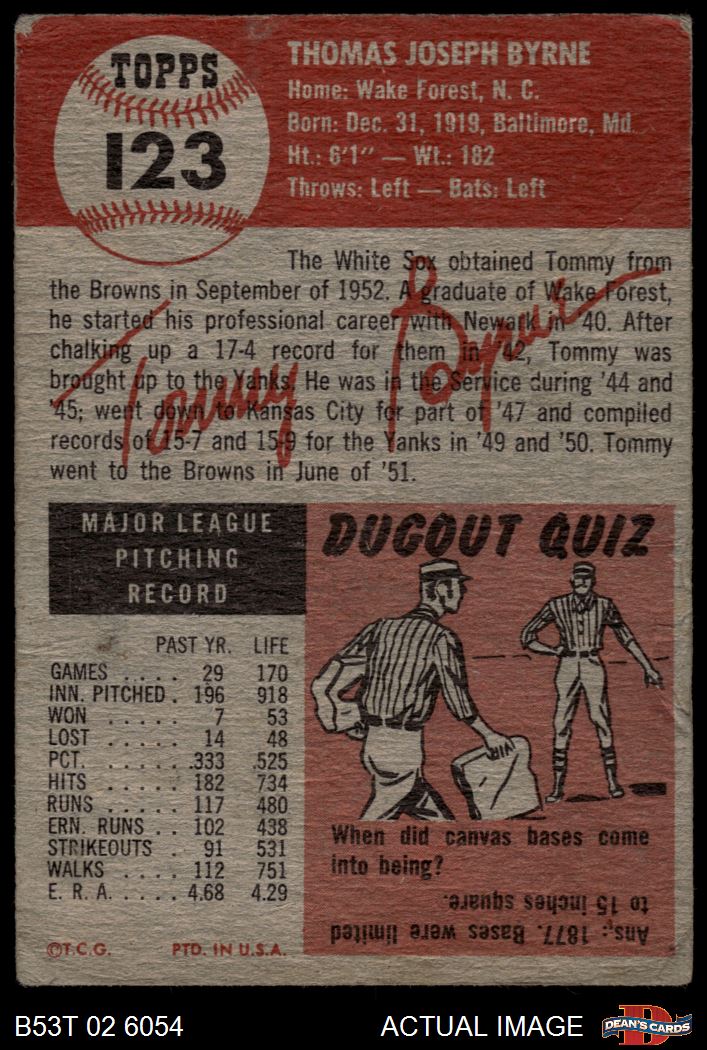 TOPPS
123
THOMAS JOSEPH BYRNE
Home: Wake Forest, N. C.
Born: Dec. 31, 1919, Baltimore, Md
Ht.: 6'1" — Wt.: 182
Throws: Left — Bats: Left
The White Sox obtained Tommy from
the Browns in September of 1952. A graduate of Wake Forest,
he started his professional career with Newark in '40. After
chalking up a 17-4 record for them in '42, Tommy was
brought up to the Yanks. He was in the Service during '44 and
'45; went down to Kansas City for part of '47 and compiled
records of 15-7 and 15-9 for the Yanks in '49 and '50. Tommy
went to the Browns in June of '51.
Tommy Byrne
MAJOR LEAGUE
PITCHING
RECORD
PAST YR. LIFE
GAMES . . . . 29 170
INN. PITCHED . 196 918
WON . . . . . 7 53
LOST . . . . . 14 48
PCT. . . . . . .333 .525
HITS . . . . . 182 734
RUNS . . . . . 117 480
ERN. RUNS . . 102 438
STRIKEOUTS . 91 531
WALKS . . . . 112 751
E. R. A. . . . . 4.68 4.29
©T.C.G. PTD. IN U.S.A.
DUGOUT QUIZ
When did canvas bases come
into being?
Ans.: 1877. Bases were limited
to 15 inches square.
B53T 02 6054
ACTUAL IMAGE
D
DEAN'S CARDS